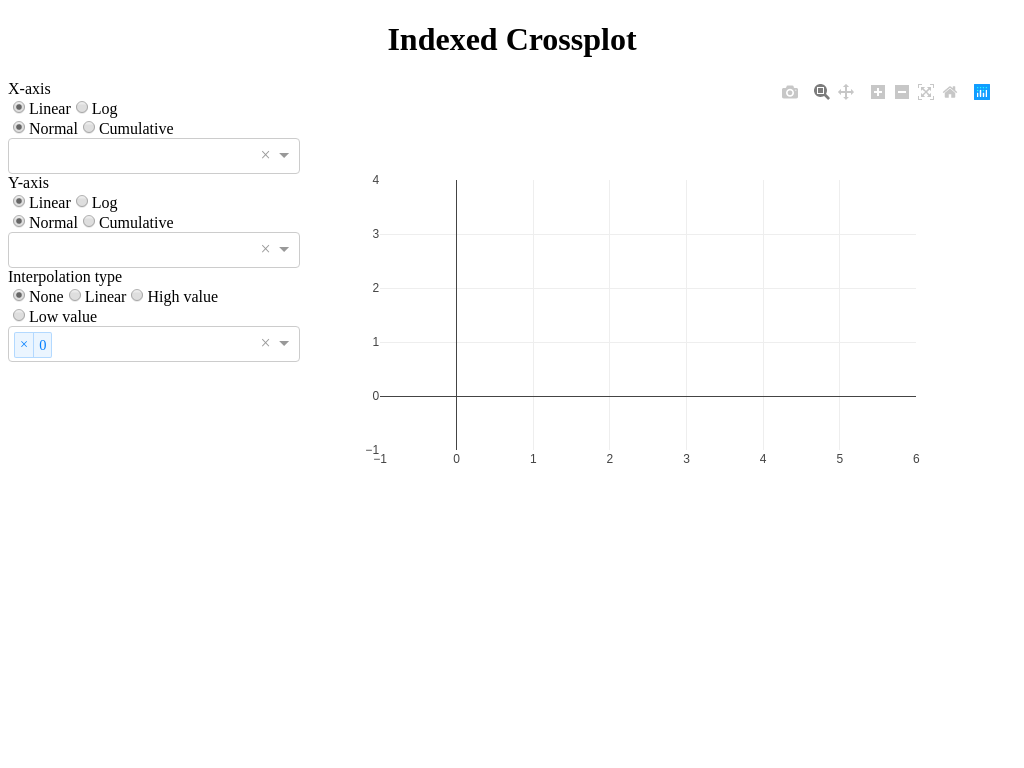 Indexed Crossplot
X-axis
Linear Log
Normal Cumulative
×
Y-axis
Linear Log
Normal Cumulative
×
Interpolation type
None Linear High value
Low value
× 0 ×
4
3
2
1
0
−1
−1 0 1 2 3 4 5 6